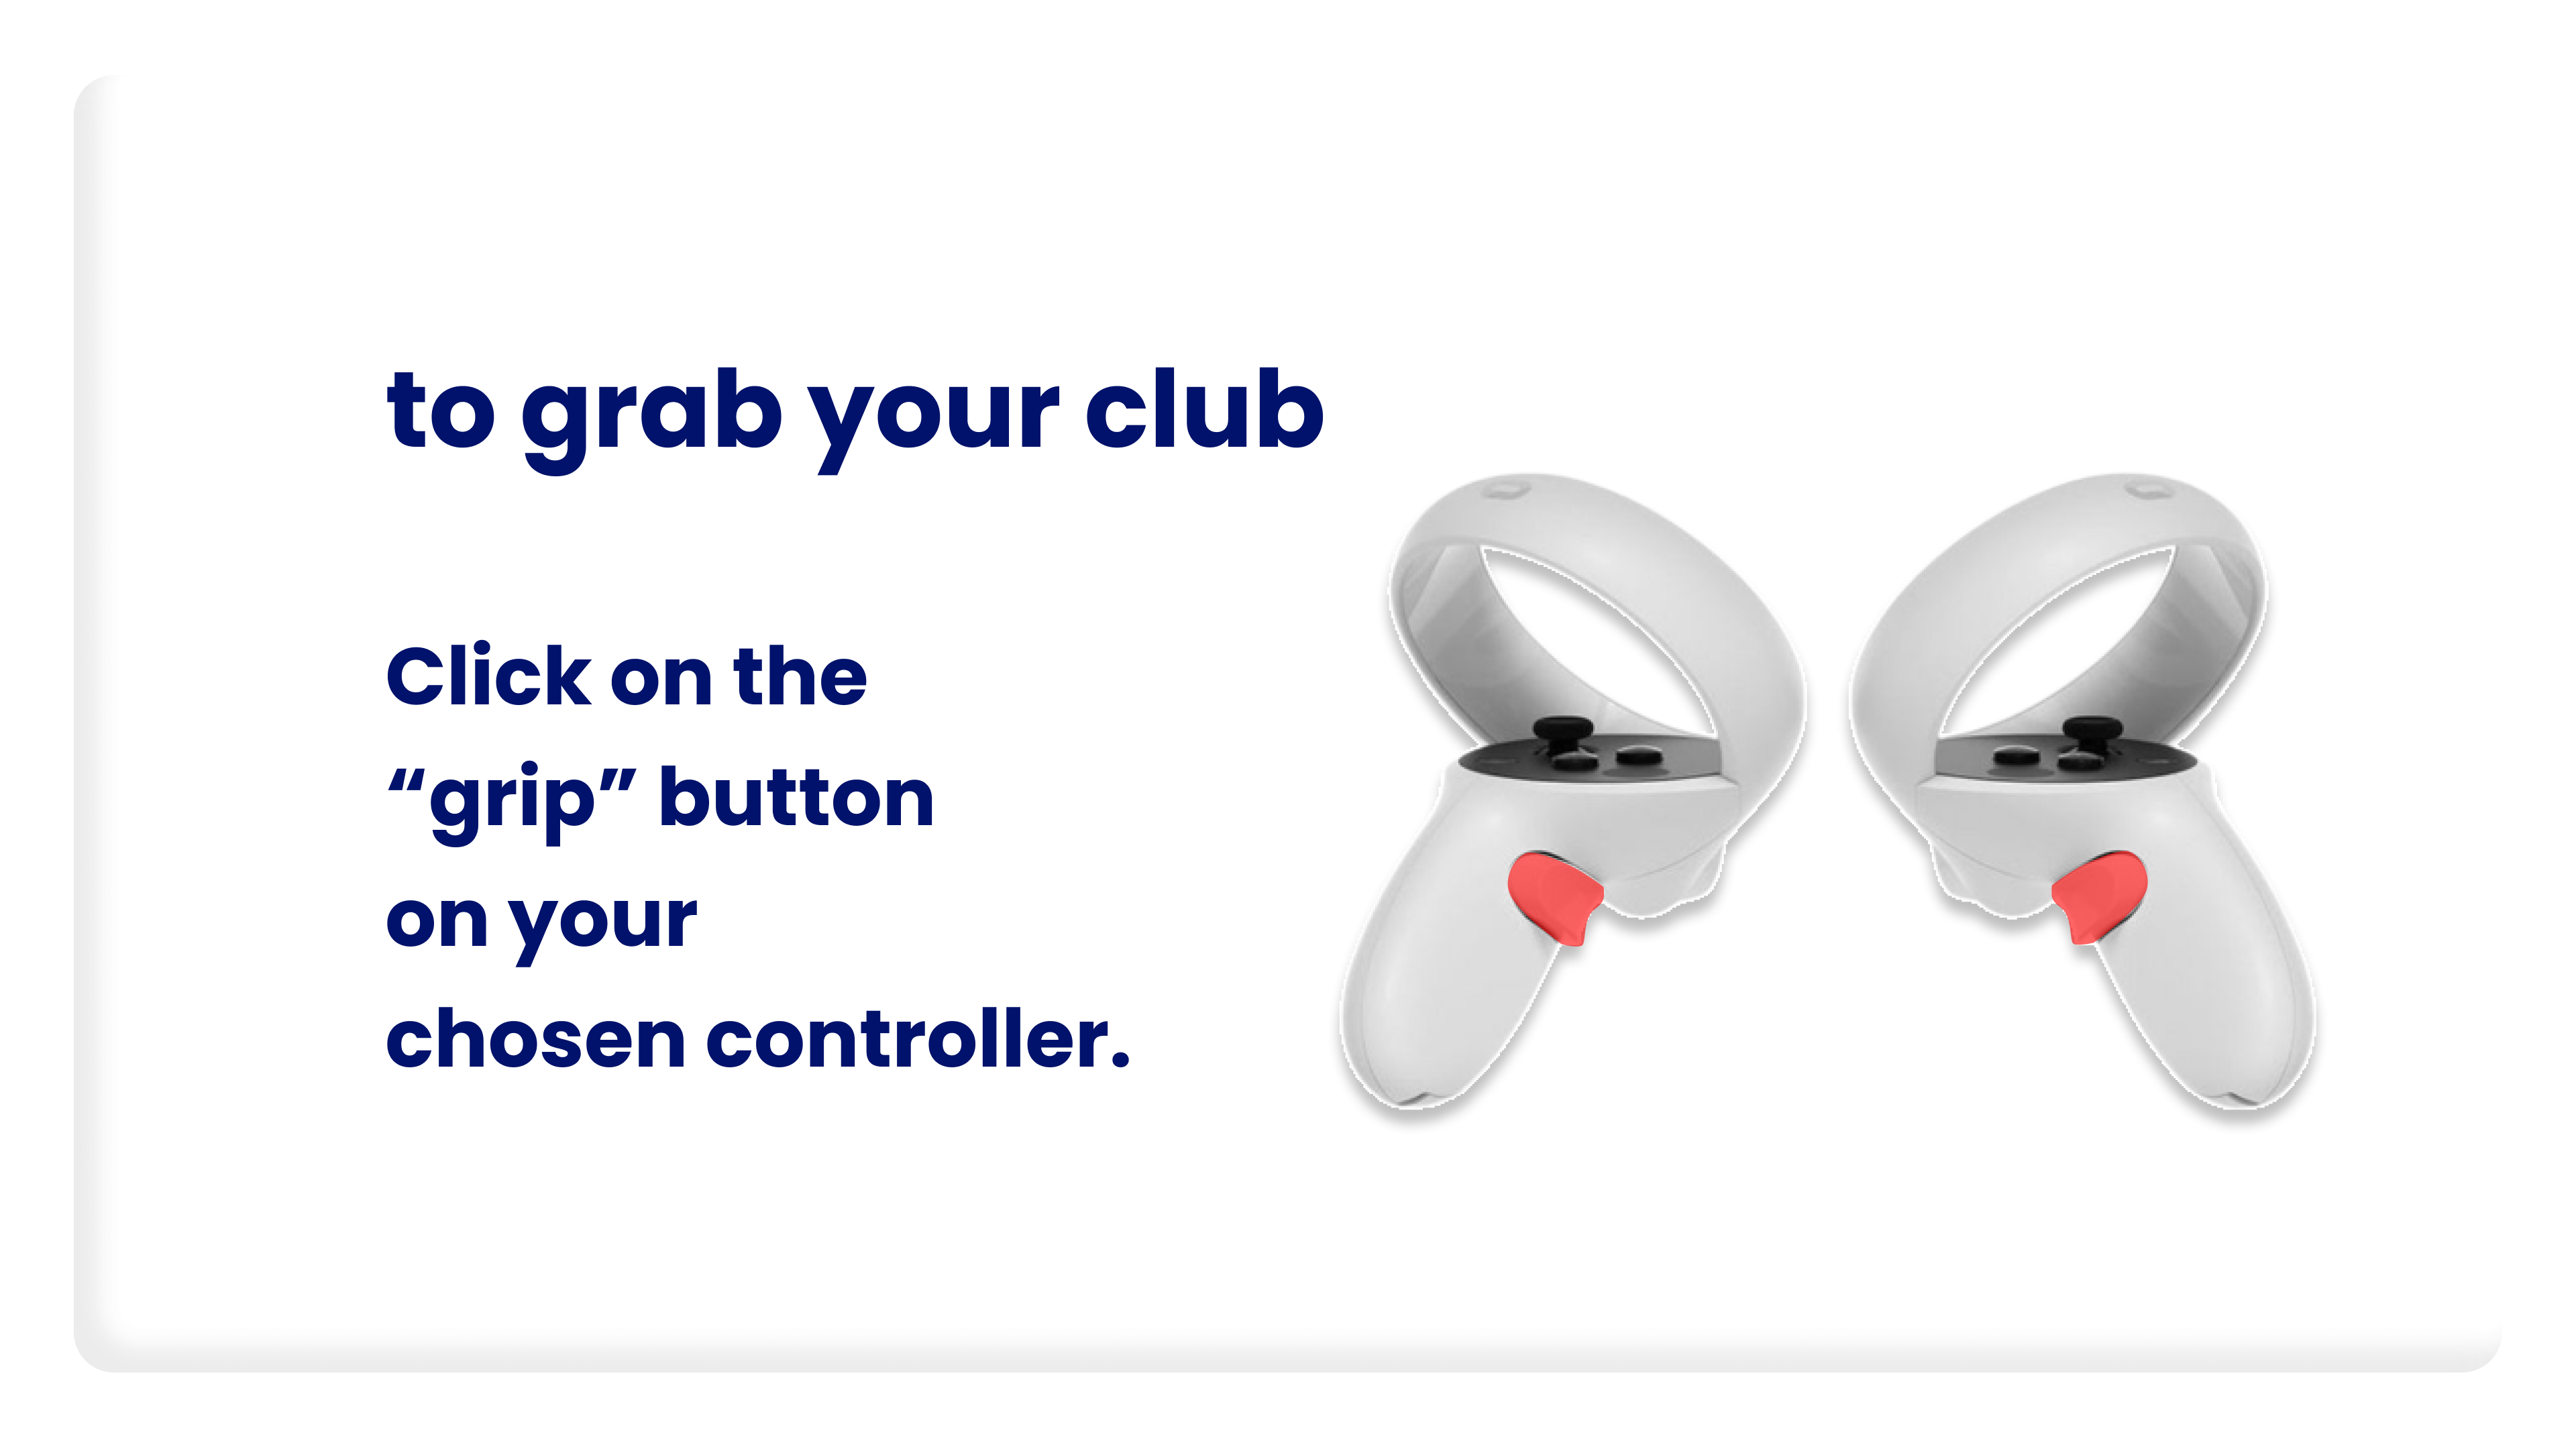 to grab your club
Click on the
“grip” button
on your
chosen controller.